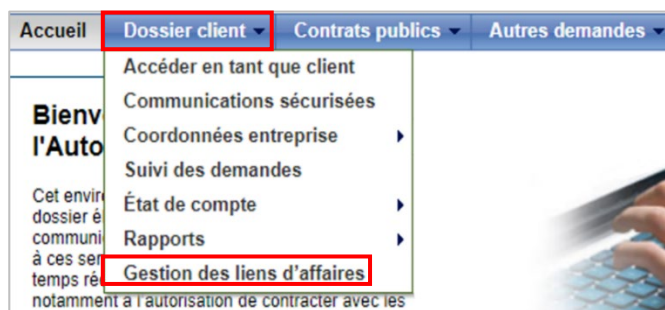 Accueil Dossier client Contrats publics Autres demandes
Accéder en tant que client
Communications sécurisées
Coordonnées entreprise
Suivi des demandes
État de compte
Rapports
Gestion des liens d’affaires
Bienv
l'Auto
Cet envir
dossier él
communi
à ces ser
temps rée
notamment à l'autorisation de contracter avec les